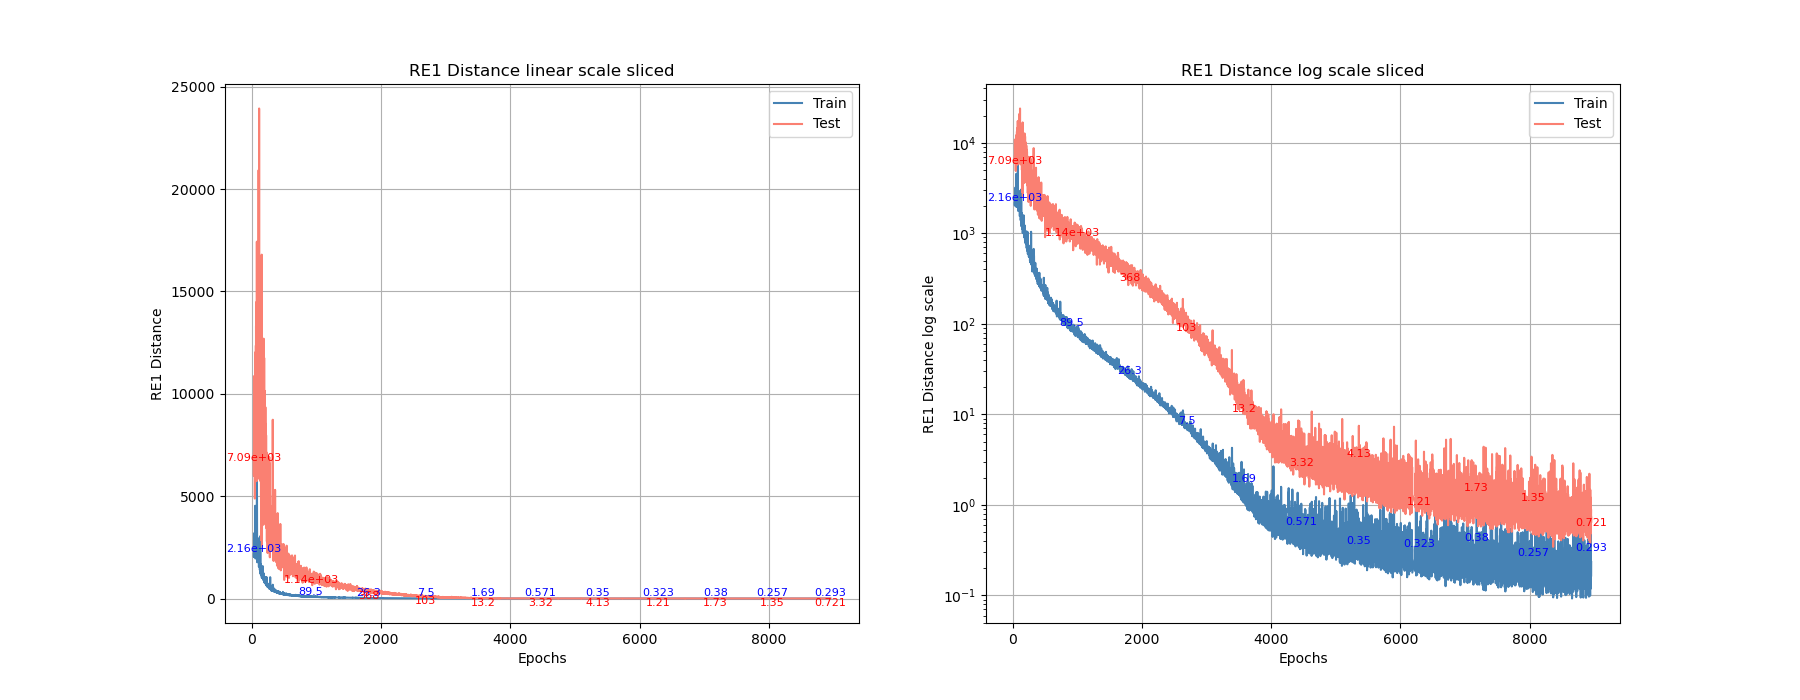 RE1 Distance linear scale sliced
25000
20000
15000
10000
5000
0
RE1 Distance
0 2000 4000 6000 8000
Epochs
Train
Test
7.09e+03
2.16e+03
1.14e+03
89.5
26.3
368
7.5
103
1.69
13.2
0.571
3.32
0.35
4.13
0.323
1.21
0.38
1.73
0.257
1.35
0.293
0.721
RE1 Distance log scale sliced
10^4
10^3
10^2
10^1
10^0
10^−1
RE1 Distance log scale
0 2000 4000 6000 8000
Epochs
Train
Test
7.09e+03
2.16e+03
1.14e+03
89.5
368
26.3
103
7.5
13.2
1.69
3.32
0.571
4.13
0.35
1.21
0.323
1.73
0.38
1.35
0.257
0.721
0.293